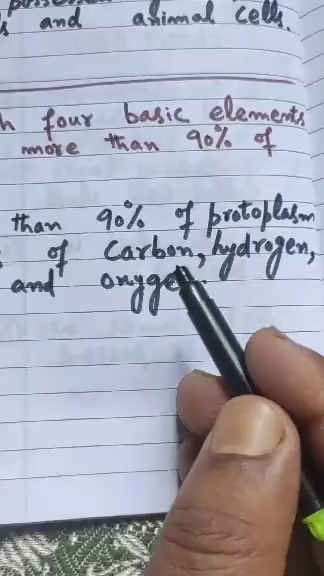 and animal cells.
four basic elements
more than 90% of
than 90% of protoplasm
of Carbon, hydrogen,
and oxygen.